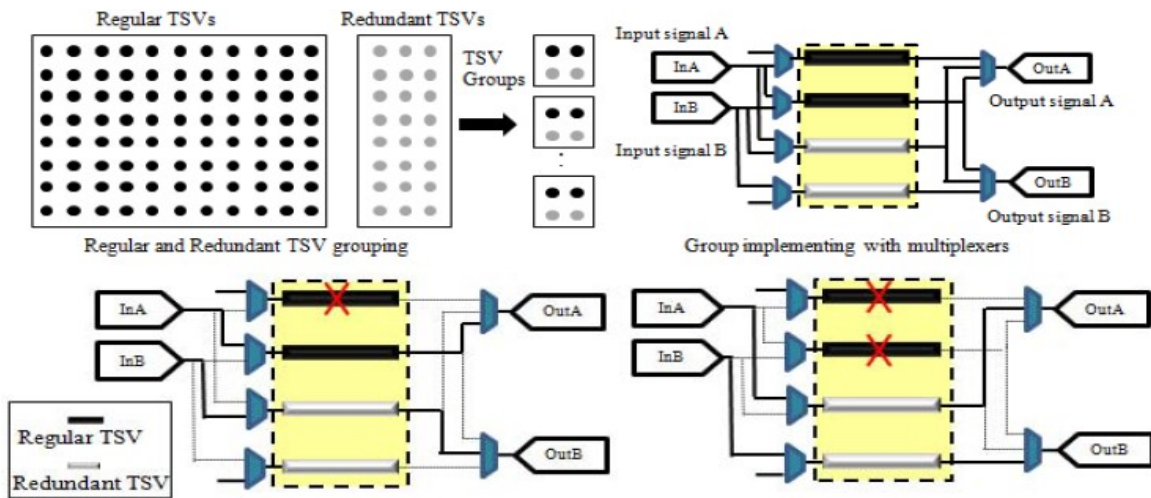 Regular TSVs
Redundant TSVs
TSV
Groups
Input signal A
InA
OutA
Output signal A
InB
Input signal B
OutB
Output signal B
Regular and Redundant TSV grouping
Group implementing with multiplexers
InA
OutA
InB
OutB
InA
OutA
InB
OutB
Regular TSV
Redundant TSV